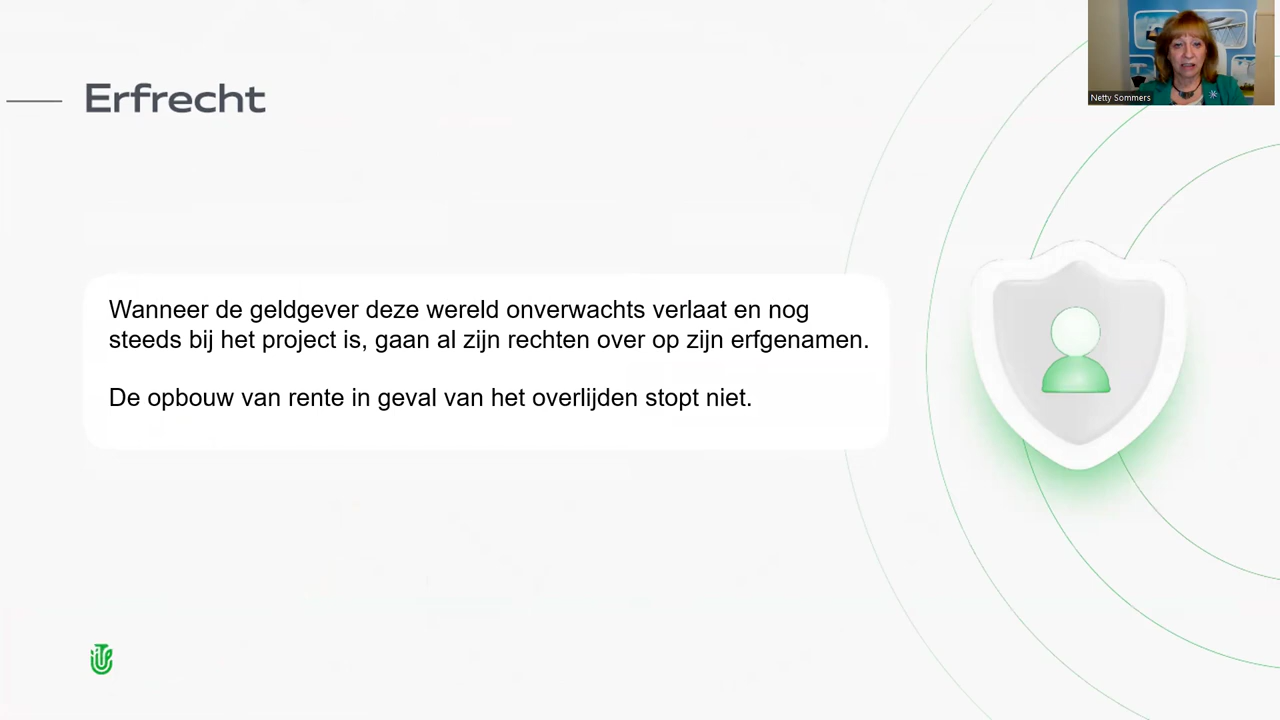 Erfrecht
Netty Sommers
Wanneer de geldgever deze wereld onverwachts verlaat en nog
steeds bij het project is, gaan al zijn rechten over op zijn erfgenamen.
De opbouw van rente in geval van het overlijden stopt niet.